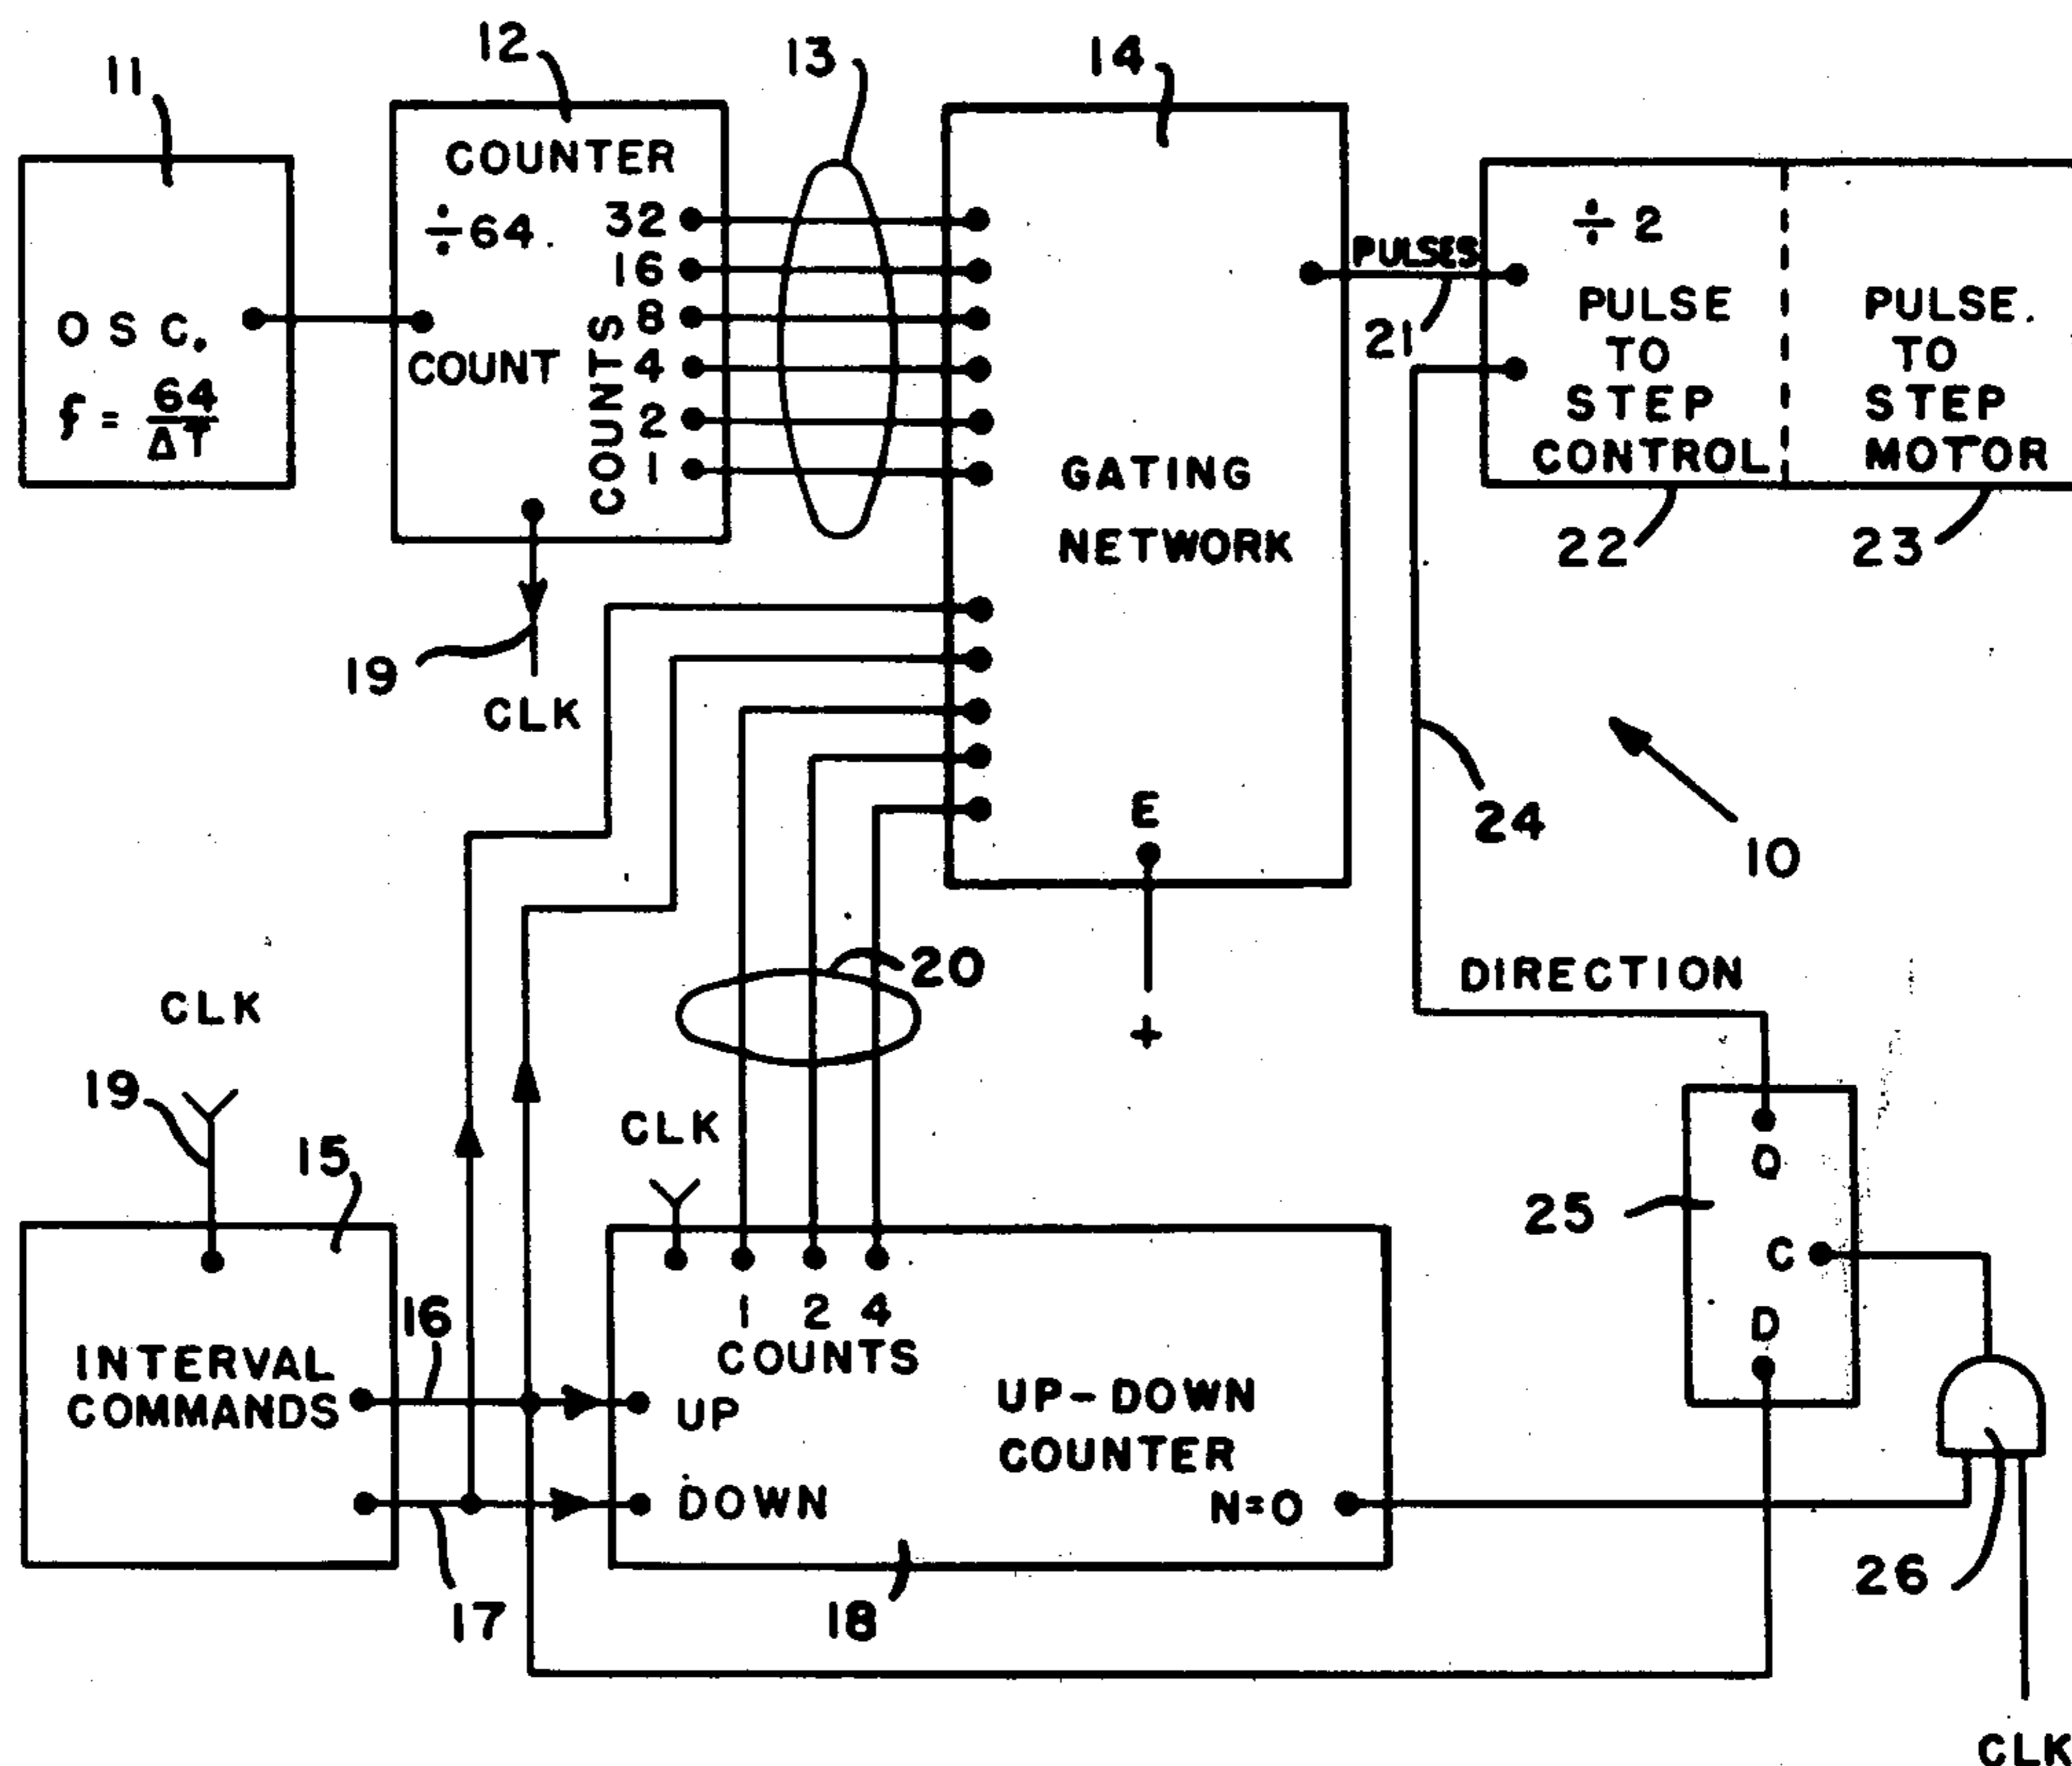 11
12
13
14
COUNTER
÷64
32
16
8
4
2
1
COUNTS
COUNT
OSC.
f = 64/ΔT
19
CLK
GATING
NETWORK
E
+
PULSES
21
÷2
PULSE
TO
STEP
CONTROL
PULSE
TO
STEP
MOTOR
22
23
24
10
DIRECTION
20
CLK
19
15
CLK
INTERVAL
COMMANDS
16
17
1 2 4
COUNTS
UP
DOWN
UP-DOWN
COUNTER
N=0
18
25
Q
C
D
26
CLK